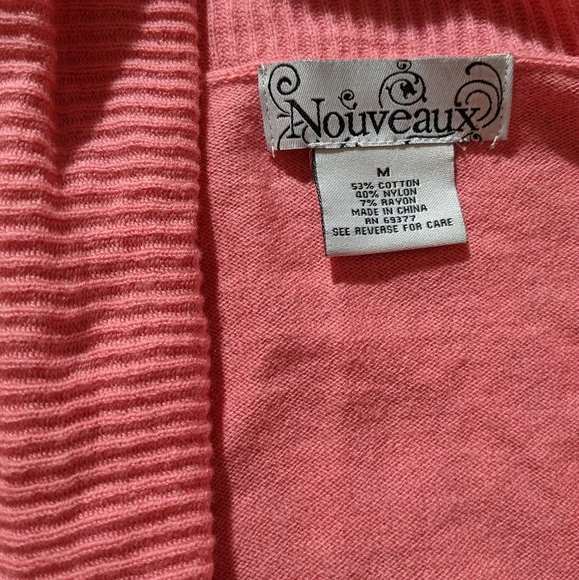 Nouveaux
M
53% COTTON
40% NYLON
7% RAYON
MADE IN CHINA
RN 69377
SEE REVERSE FOR CARE